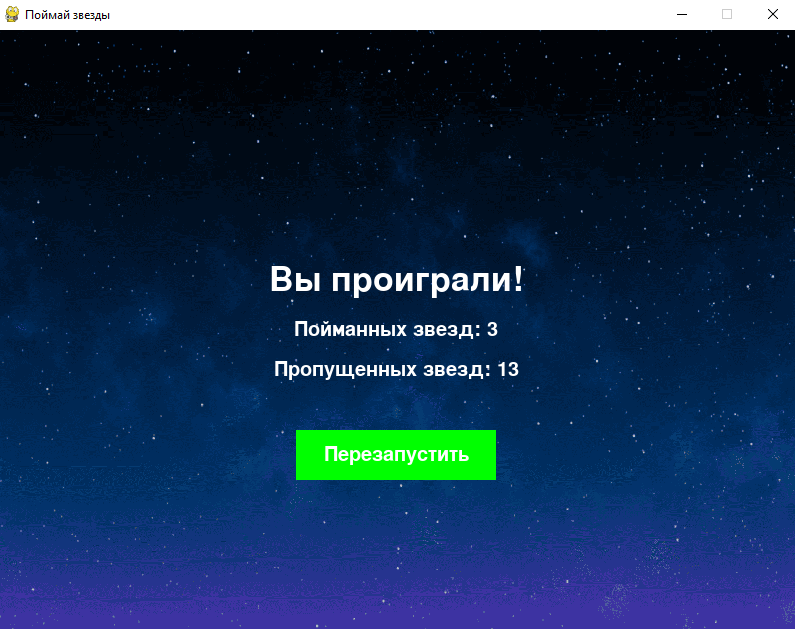 Поймай звезды
Вы проиграли!
Пойманных звезд: 3
Пропущенных звезд: 13
Перезапустить